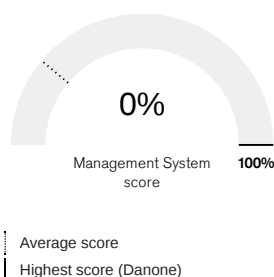 0%
Management System
score
100%
Average score
Highest score (Danone)